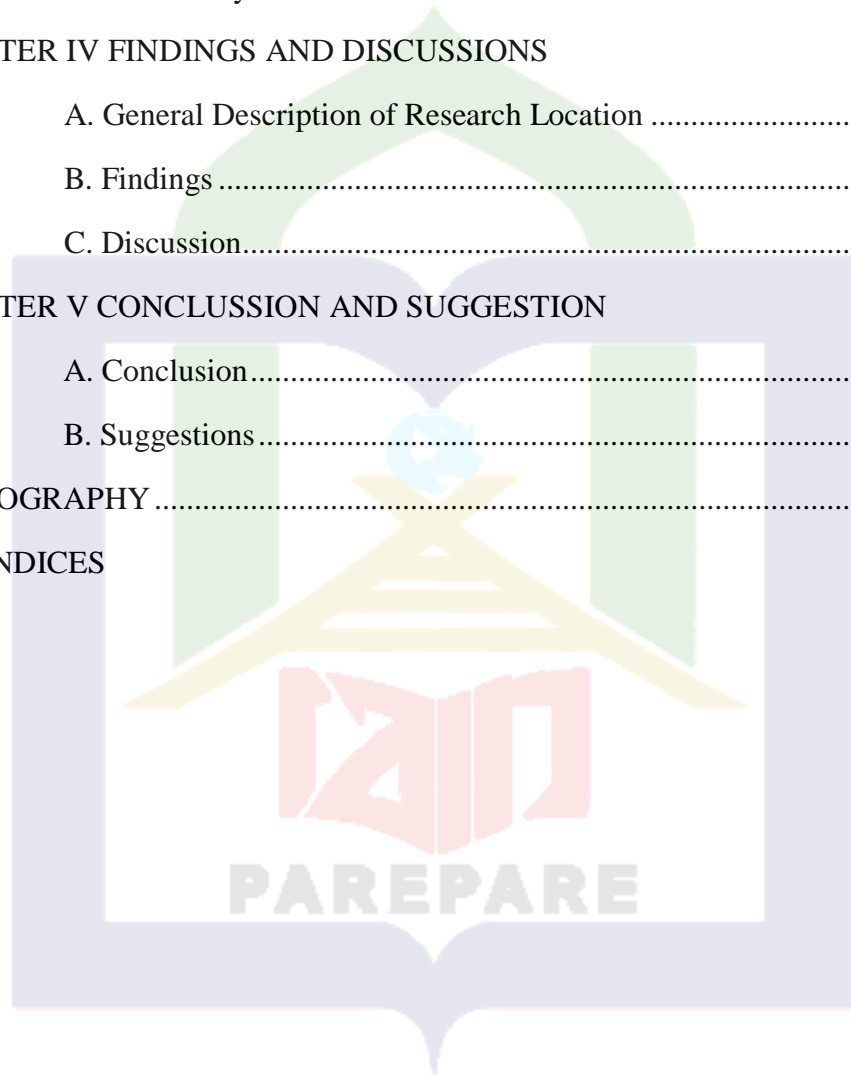 TER IV FINDINGS AND DISCUSSIONS
A. General Description of Research Location ........................
B. Findings ................................................................................
C. Discussion.............................................................................
TER V CONCLUSSION AND SUGGESTION
A. Conclusion............................................................................
B. Suggestions...........................................................................
OGRAPHY........................................................................................
NDICES
PAREPARE